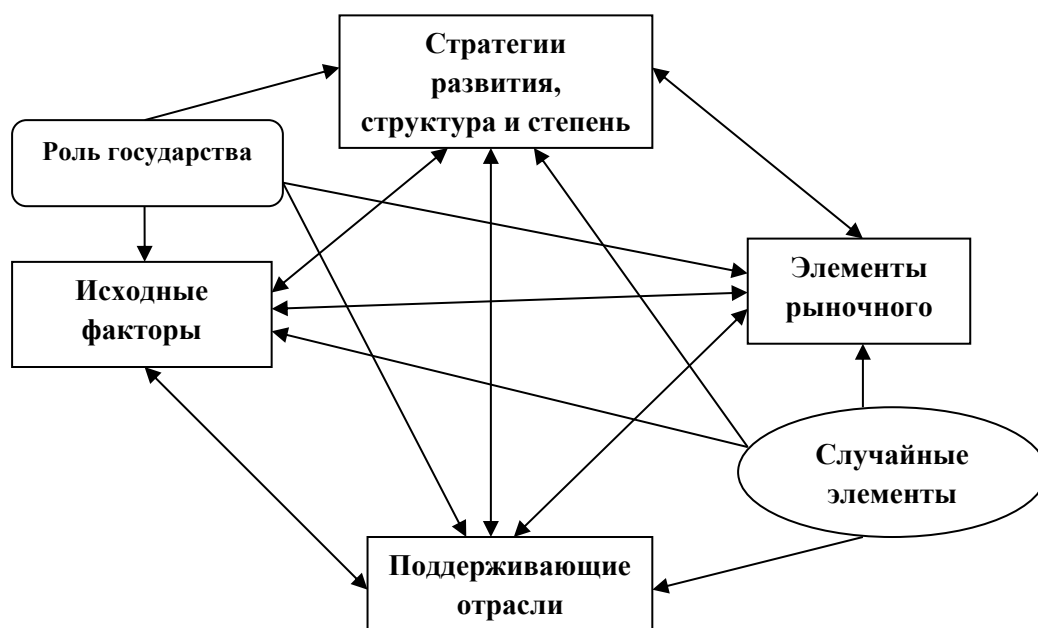 Стратегии
развития,
структура и степень
Роль государства
Исходные
факторы
Элементы
рыночного
Случайные
элементы
Поддерживающие
отрасли